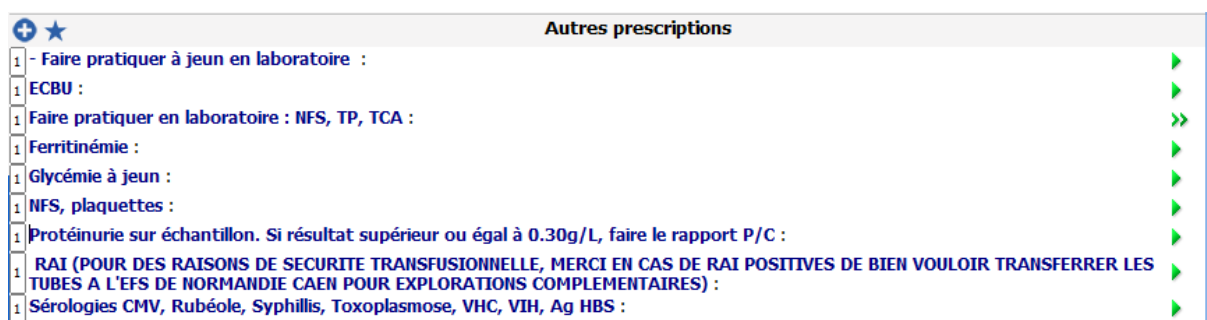 Autres prescriptions
1 - Faire pratiquer à jeun en laboratoire :
1 ECBU :
1 Faire pratiquer en laboratoire : NFS, TP, TCA :
1 Ferritinémie :
1 Glycémie à jeun :
1 NFS, plaquettes :
1 Protéinurie sur échantillon. Si résultat supérieur ou égal à 0.30g/L, faire le rapport P/C :
1 RAI (POUR DES RAISONS DE SECURITE TRANSFUSIONNELLE, MERCI EN CAS DE RAI POSITIVES DE BIEN VOULOIR TRANSFERRER LES
TUBES A L'EFS DE NORMANDIE CAEN POUR EXPLORATIONS COMPLEMENTAIRES) :
1 Sérologies CMV, Rubéole, Syphillis, Toxoplasmose, VHC, VIH, Ag HBS :